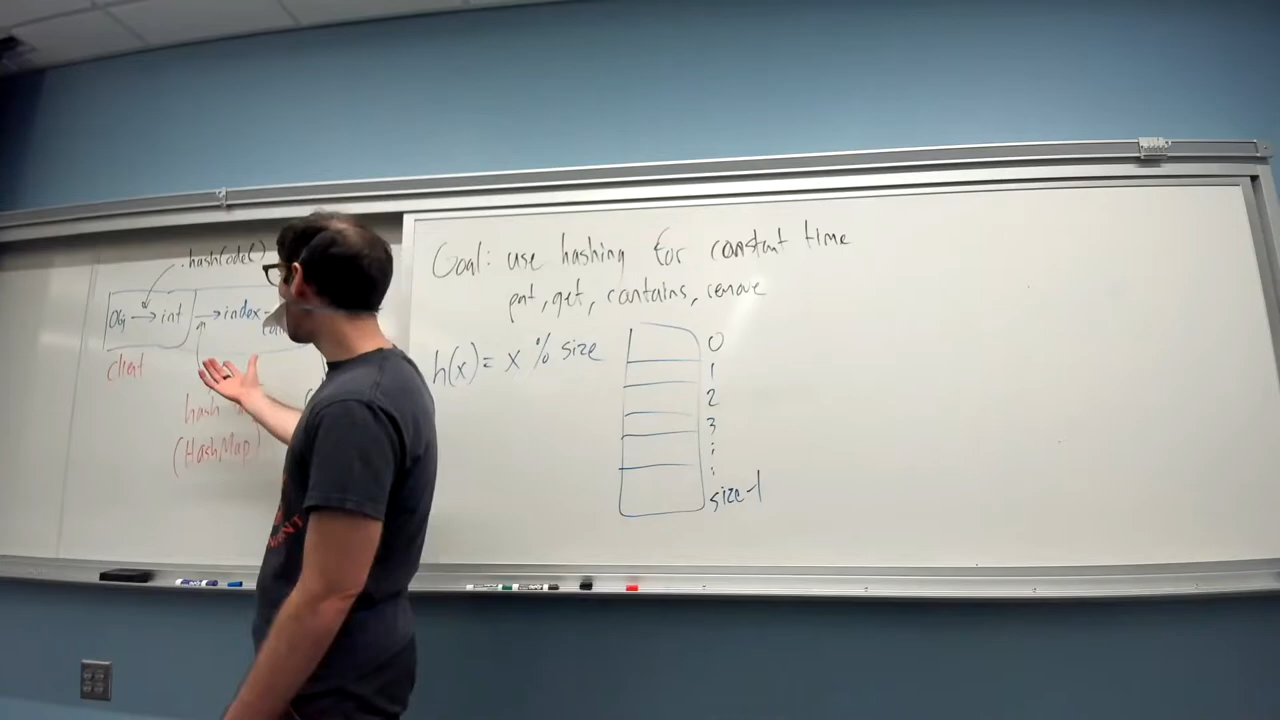 .hashCode()
Obj → int → index
client
hash
(HashMap)
Goal: use hashing for constant time
put, get, contains, remove
h(x) = x % size
0
1
2
3
:
:
size-1